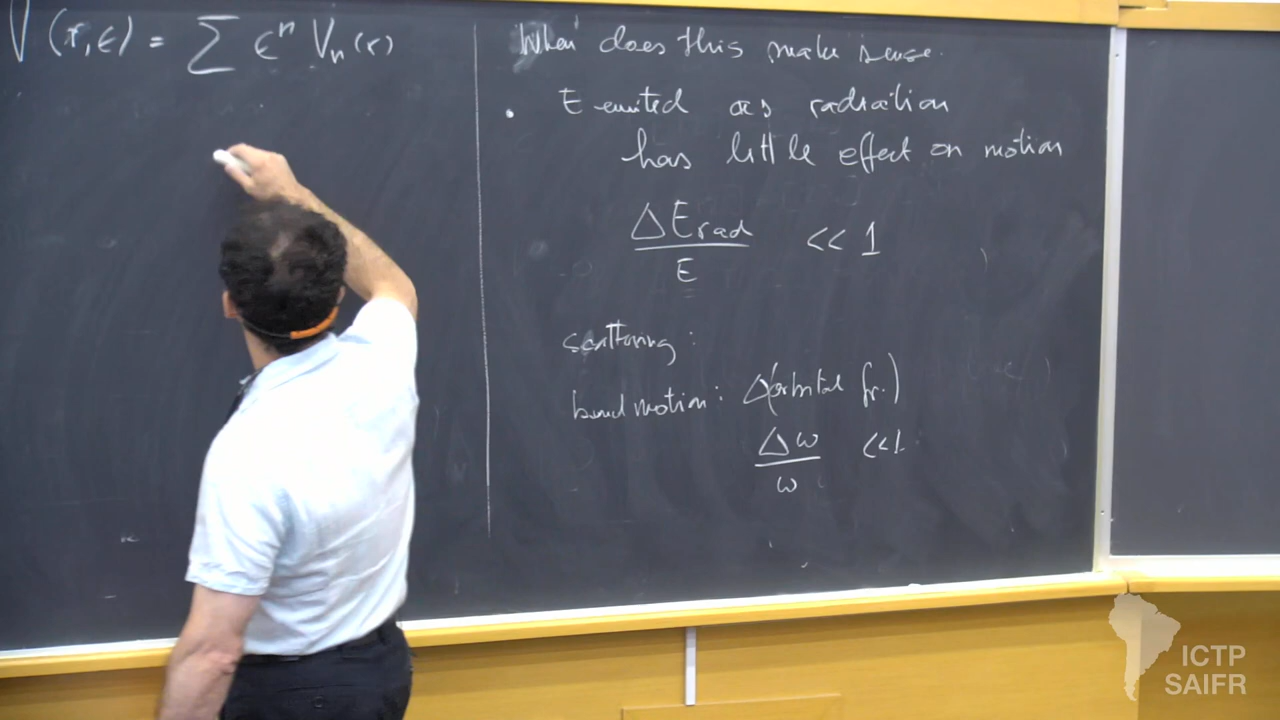 V(r,ε) = ∑ εⁿ Vₙ(r)
When does this make sense.
• E emitted as radiation
has little effect on motion
ΔErad
E
<< 1
scattering:
bound motion: Δ(orbital fr.)
Δω
ω
<<1
ICTP
SAIFR